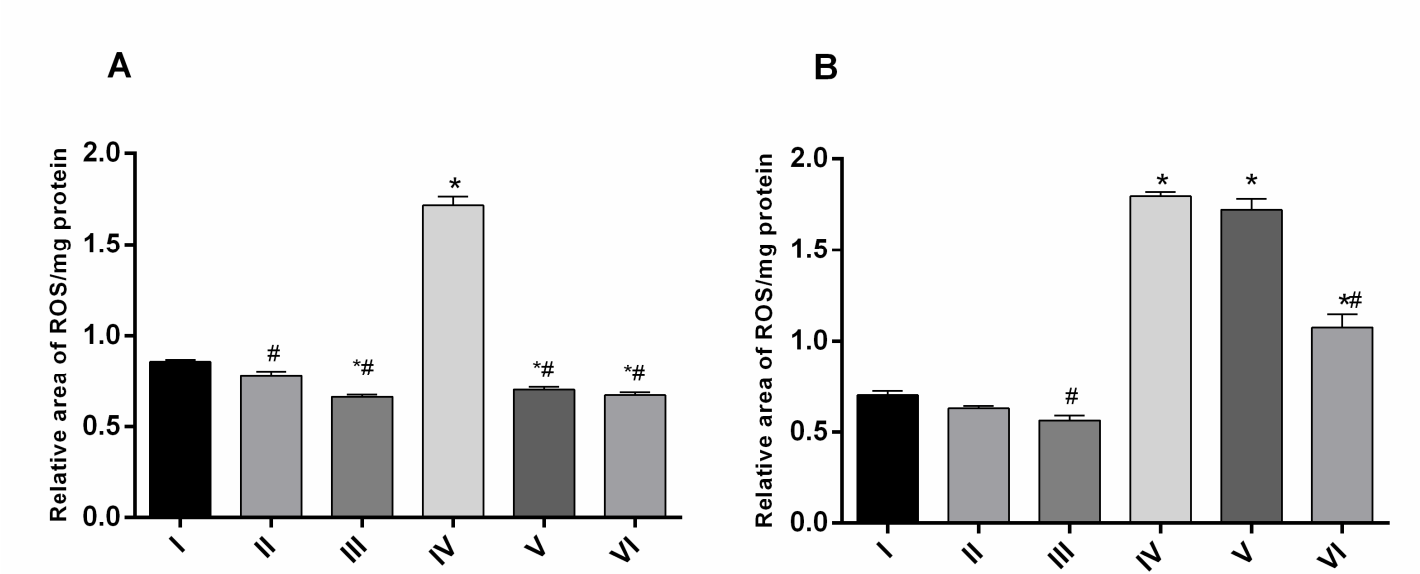 A
Relative area of ROS/mg protein
2.0
1.5
1.0
0.5
0.0
#
*#
*
*#
*#
I
II
III
IV
V
VI
B
Relative area of ROS/mg protein
2.0
1.5
1.0
0.5
0.0
#
*
*
*#
I
II
III
IV
V
VI